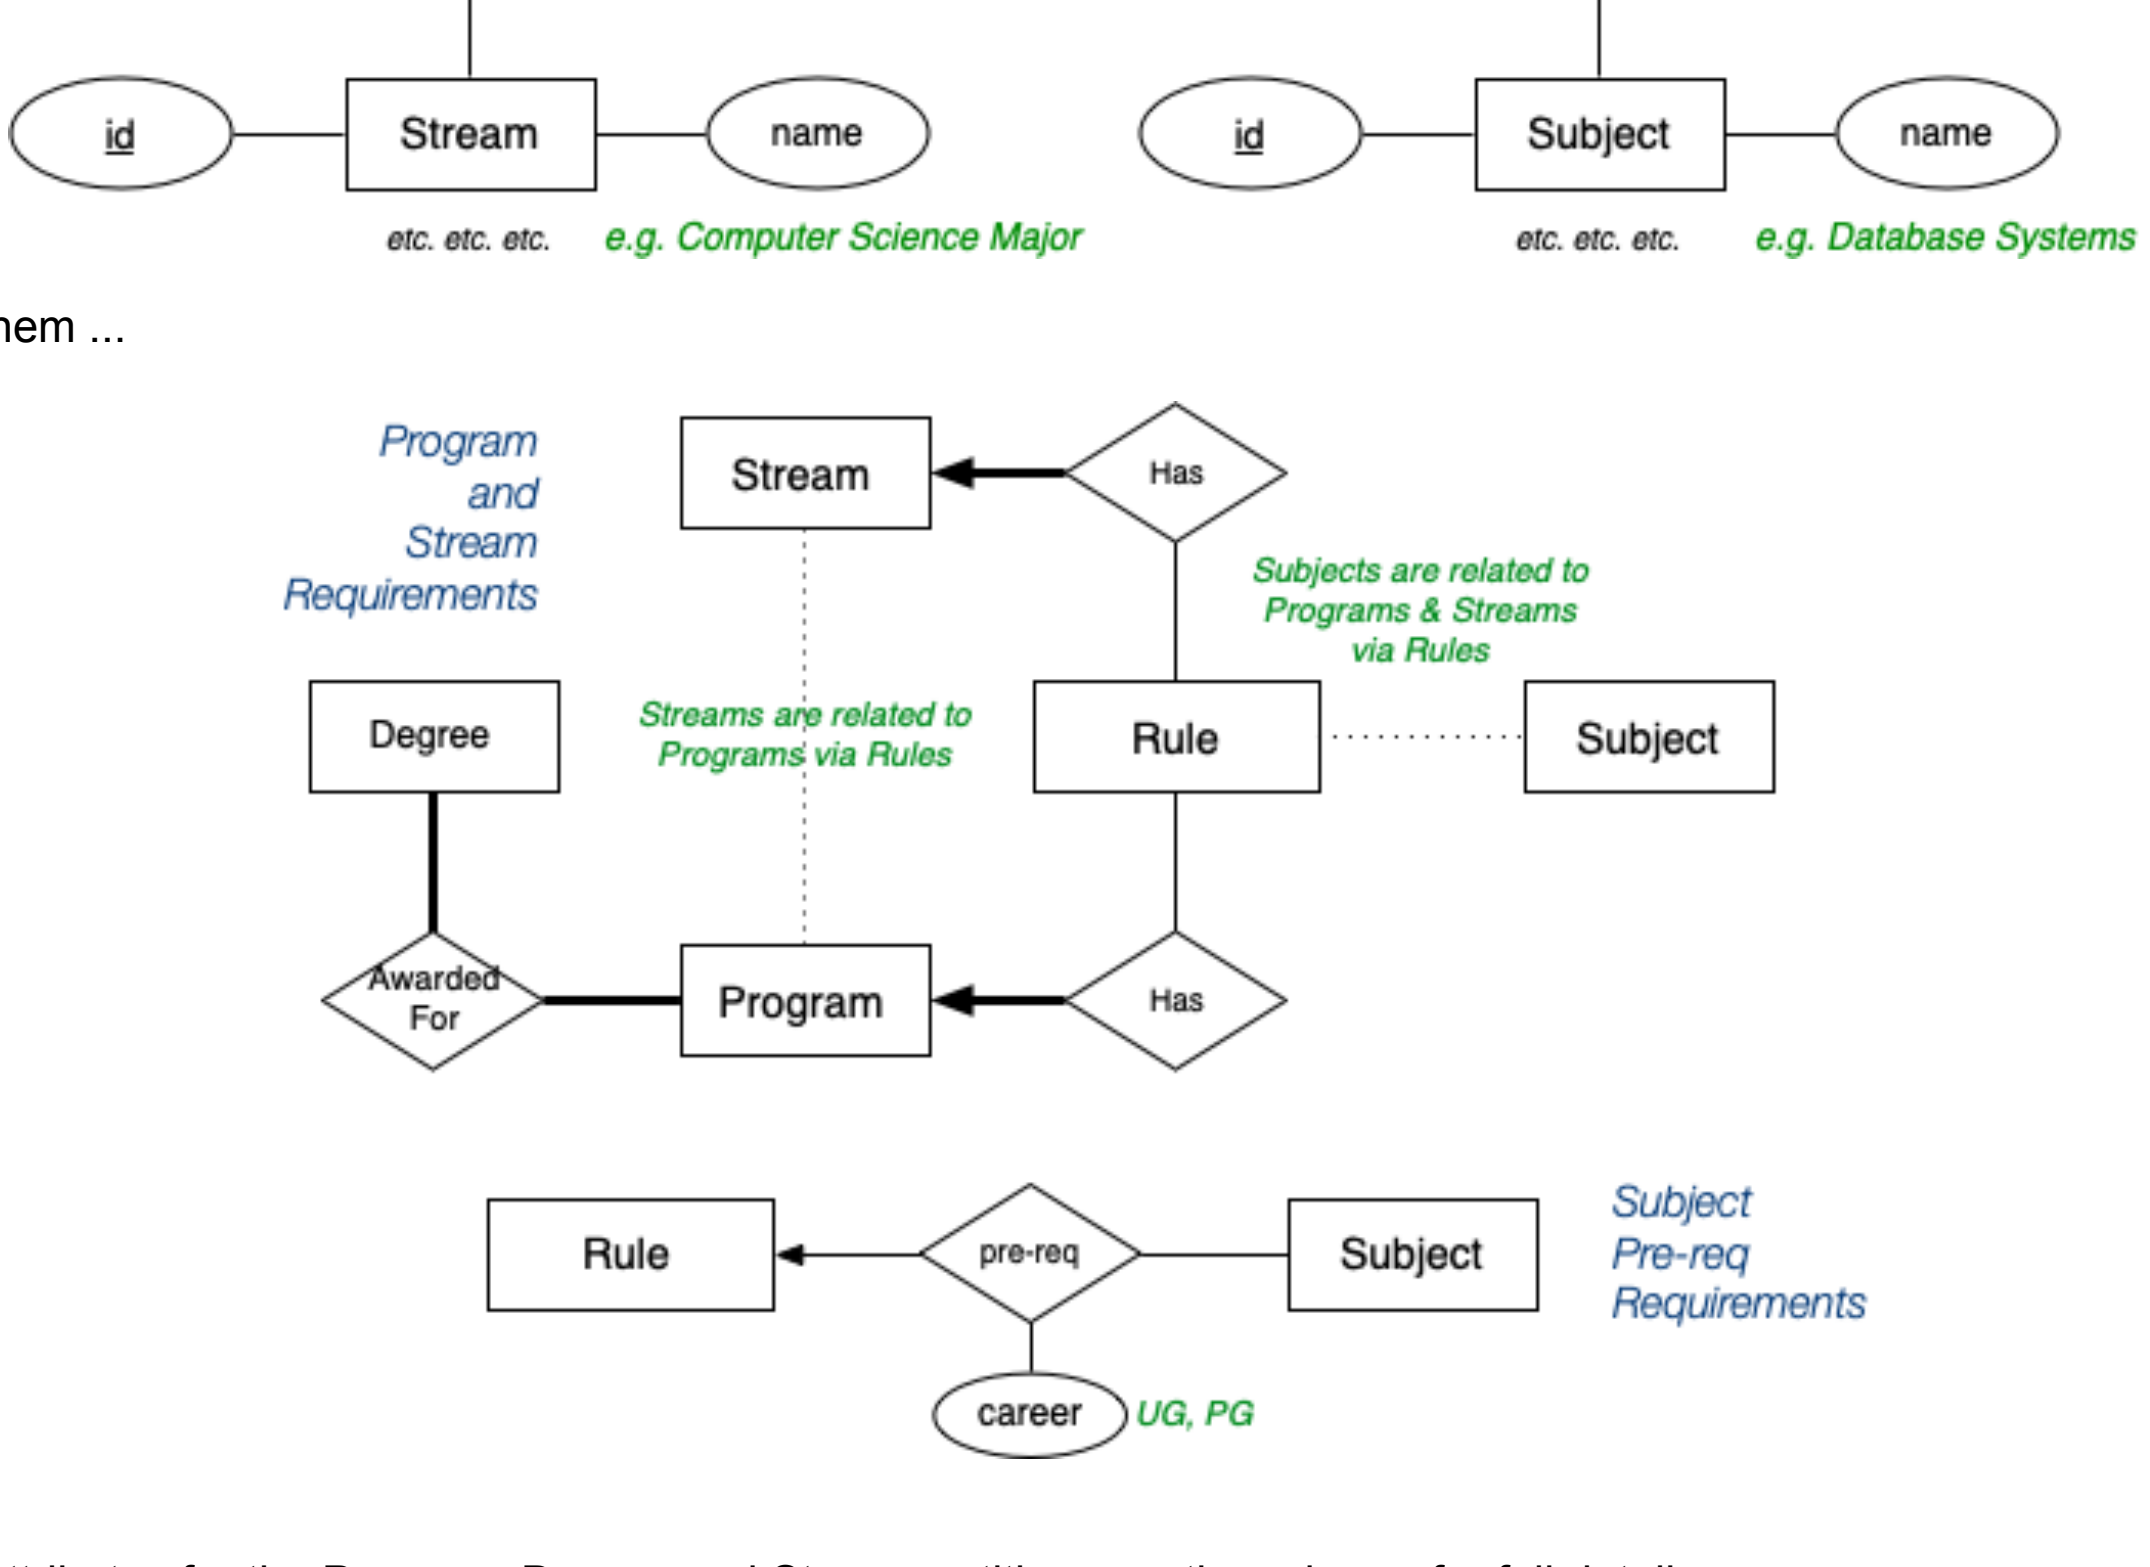 id
Stream
name
id
Subject
name
etc. etc. etc.
e.g. Computer Science Major
etc. etc. etc.
e.g. Database Systems
...
Program
and
Stream
Requirements
Stream
Has
Subjects are related to
Programs & Streams
via Rules
Degree
Streams are related to
Programs via Rules
Rule
Subject
Awarded
For
Program
Has
Rule
pre-req
Subject
Subject
Pre-req
Requirements
career
UG, PG